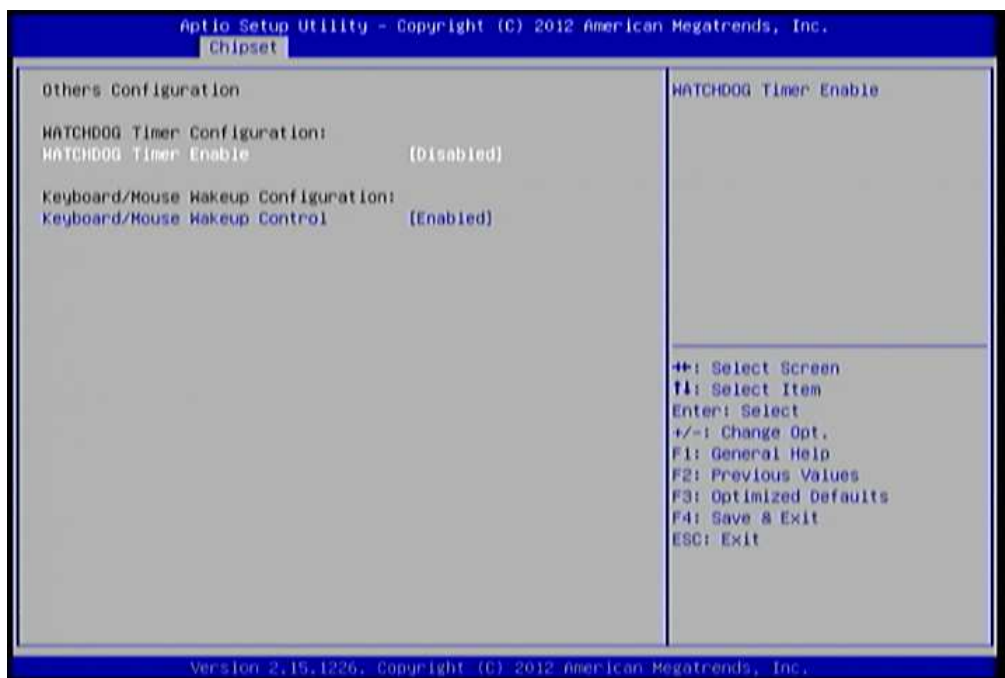 Aptio Setup Utility - Copyright (C) 2012 American Megatrends, Inc.
Chipset
Others Configuration
WATCHDOG Timer Configuration:
WATCHDOG Timer Enable [Disabled]
Keyboard/Mouse Wakeup Configuration:
Keyboard/Mouse Wakeup Control [Enabled]
WATCHDOG Timer Enable
→←: Select Screen
↑↓: Select Item
Enter: Select
+/-: Change Opt.
F1: General Help
F2: Previous Values
F3: Optimized Defaults
F4: Save & Exit
ESC: Exit
Version 2.15.1226. Copyright (C) 2012 American Megatrends, Inc.